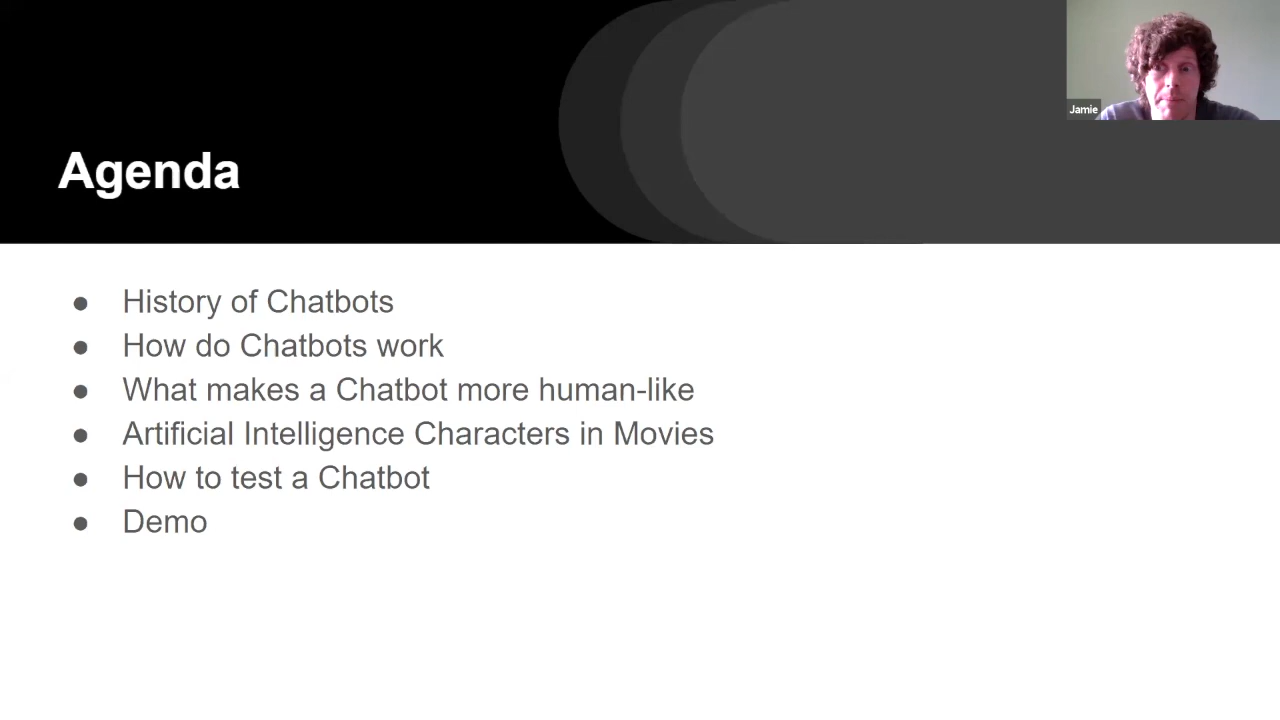 Jamie
Agenda
● History of Chatbots
● How do Chatbots work
● What makes a Chatbot more human-like
● Artificial Intelligence Characters in Movies
● How to test a Chatbot
● Demo